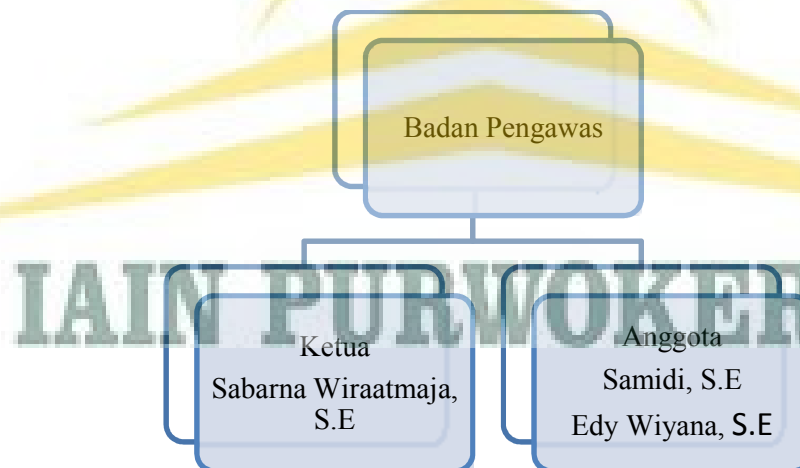 Badan Pengawas
IAIN PURWOKER
Ketua
Sabarna Wiraatmaja,
S.E
Anggota
Samidi, S.E
Edy Wiyana, S.E